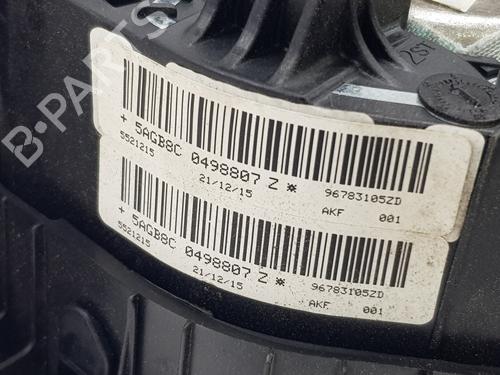 B-PARTS
2ST
+ 5AGB8C 0498807 Z *
5521215 21/12/15 96783105ZD
AKF 001
+ 5AGB8C 0498807 Z *
5521215 21/12/15 96783105ZD
AKF 001